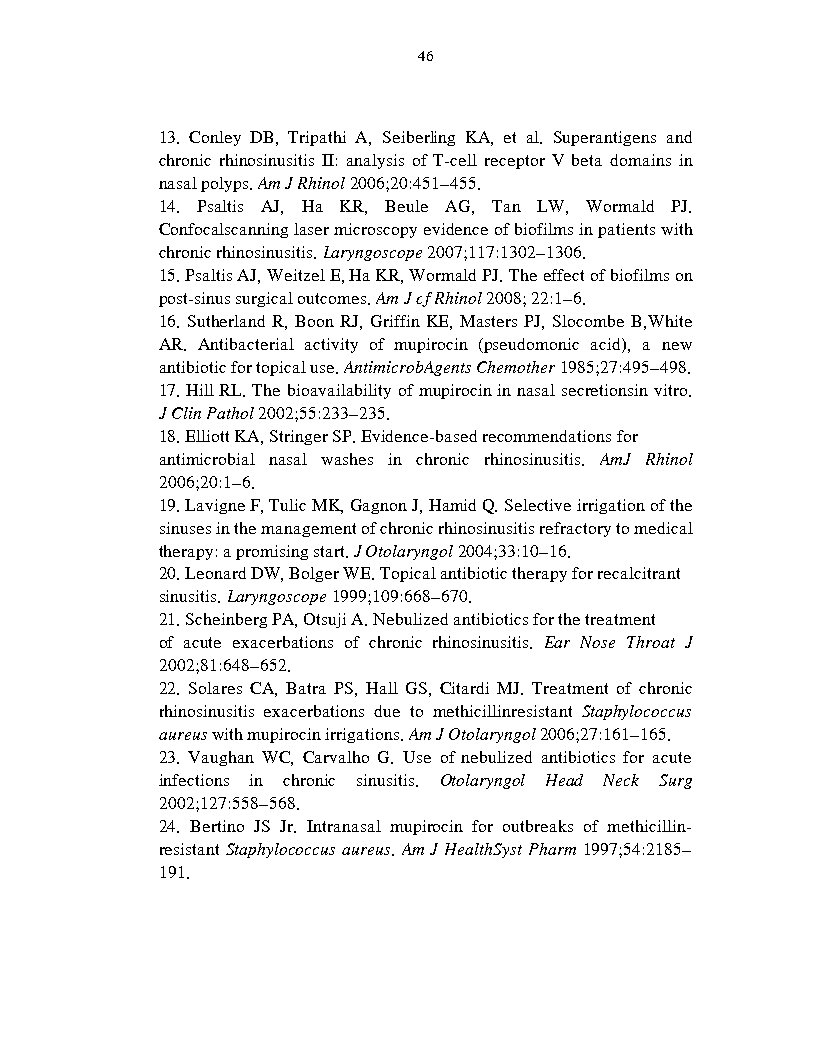 46
13. Conley DB, Tripathi A, Seiberling KA, et al. Superantigens and
chronic rhinosinusitis II: analysis of T-cell receptor V beta domains in
nasal polyps. Am J Rhinol 2006;20:451–455.
14. Psaltis AJ, Ha KR, Beule AG, Tan LW, Wormald PJ.
Confocalscanning laser microscopy evidence of biofilms in patients with
chronic rhinosinusitis. Laryngoscope 2007;117:1302–1306.
15. Psaltis AJ, Weitzel E, Ha KR, Wormald PJ. The effect of biofilms on
post-sinus surgical outcomes. Am J cf Rhinol 2008; 22:1–6.
16. Sutherland R, Boon RJ, Griffin KE, Masters PJ, Slocombe B,White
AR. Antibacterial activity of mupirocin (pseudomonic acid), a new
antibiotic for topical use. AntimicrobAgents Chemother 1985;27:495–498.
17. Hill RL. The bioavailability of mupirocin in nasal secretionsin vitro.
J Clin Pathol 2002;55:233–235.
18. Elliott KA, Stringer SP. Evidence-based recommendations for
antimicrobial nasal washes in chronic rhinosinusitis. AmJ Rhinol
2006;20:1–6.
19. Lavigne F, Tulic MK, Gagnon J, Hamid Q. Selective irrigation of the
sinuses in the management of chronic rhinosinusitis refractory to medical
therapy: a promising start. J Otolaryngol 2004;33:10–16.
20. Leonard DW, Bolger WE. Topical antibiotic therapy for recalcitrant
sinusitis. Laryngoscope 1999;109:668–670.
21. Scheinberg PA, Otsuji A. Nebulized antibiotics for the treatment
of acute exacerbations of chronic rhinosinusitis. Ear Nose Throat J
2002;81:648–652.
22. Solares CA, Batra PS, Hall GS, Citardi MJ. Treatment of chronic
rhinosinusitis exacerbations due to methicillinresistant Staphylococcus
aureus with mupirocin irrigations. Am J Otolaryngol 2006;27:161–165.
23. Vaughan WC, Carvalho G. Use of nebulized antibiotics for acute
infections in chronic sinusitis. Otolaryngol Head Neck Surg
2002;127:558–568.
24. Bertino JS Jr. Intranasal mupirocin for outbreaks of methicillin-
resistant Staphylococcus aureus. Am J HealthSyst Pharm 1997;54:2185–
191.